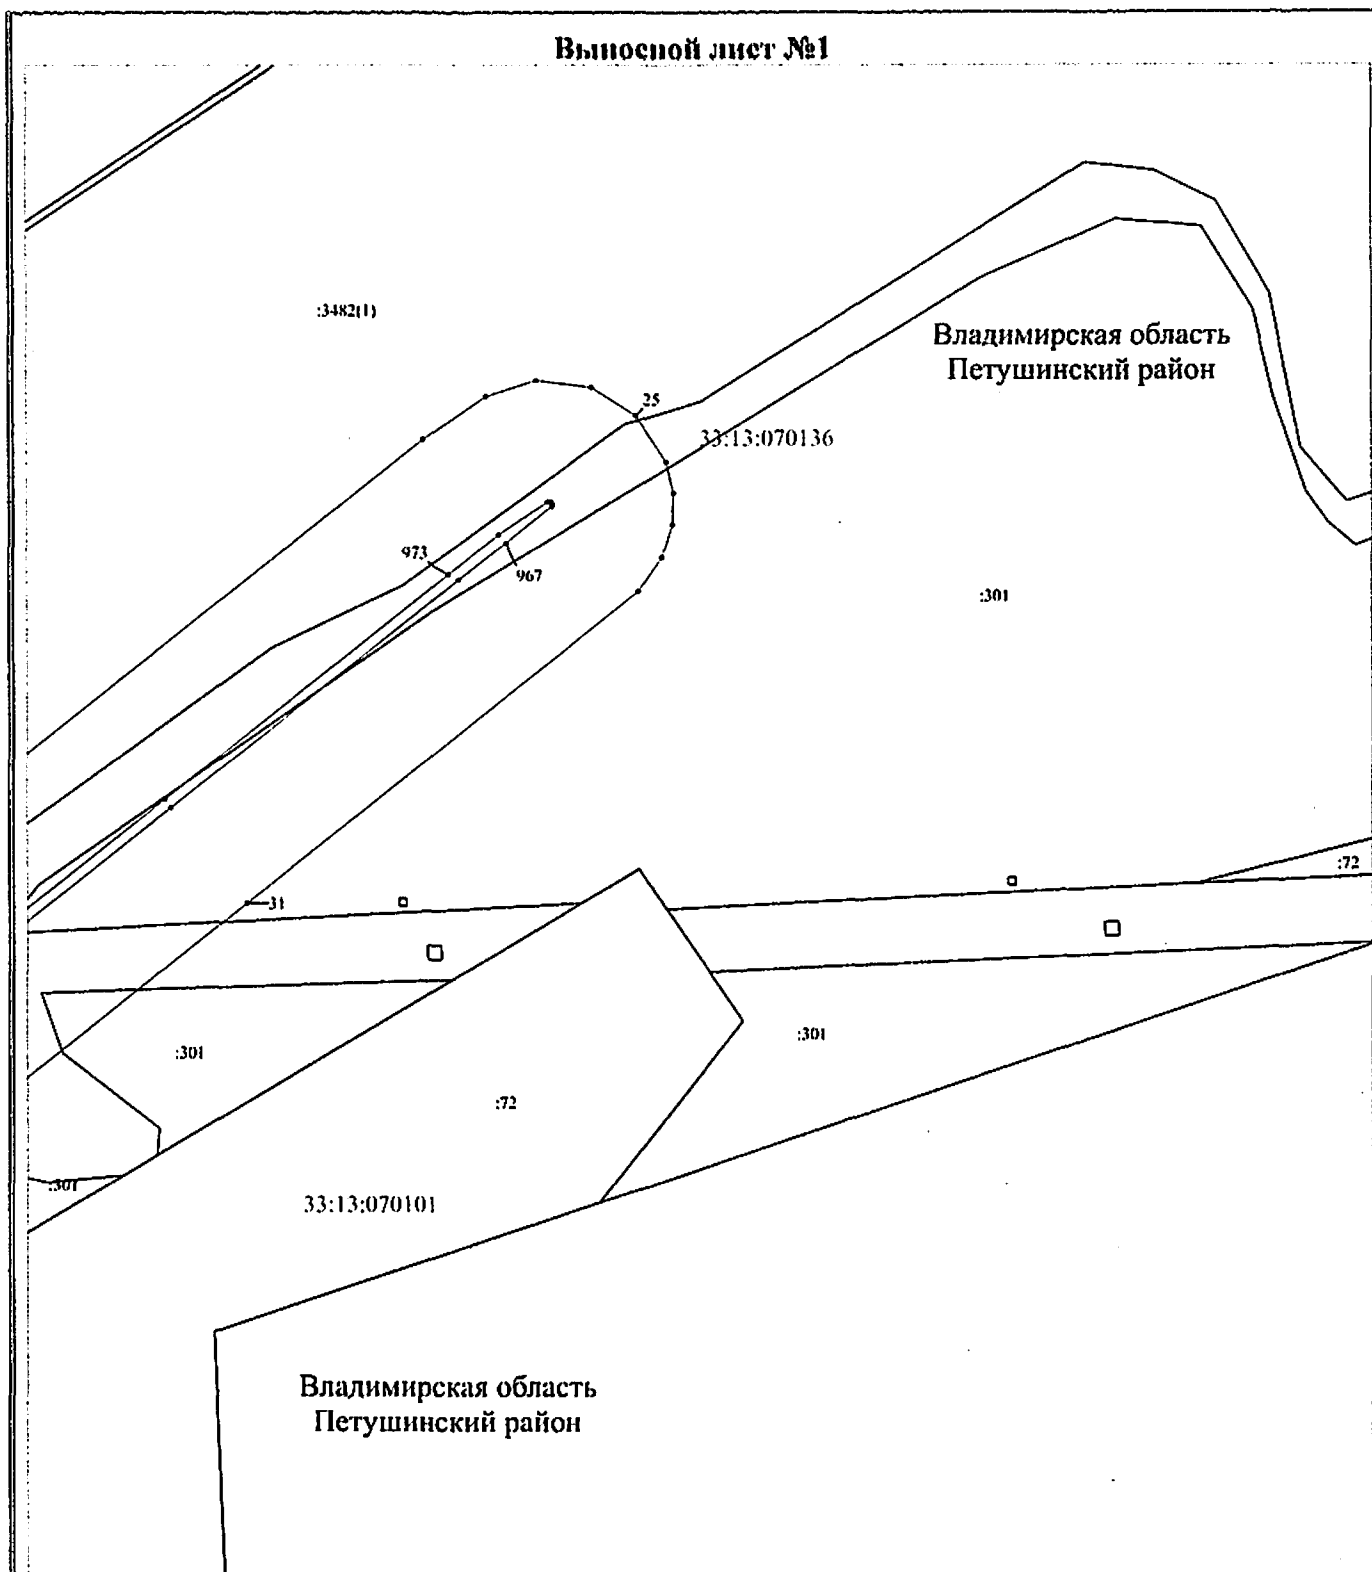 Выносной лист №1
:3482(1)
Владимирская область
Петушинский район
25
33:13:070136
973
967
:301
:72
31
:301
:301
:72
:301
33:13:070101
Владимирская область
Петушинский район